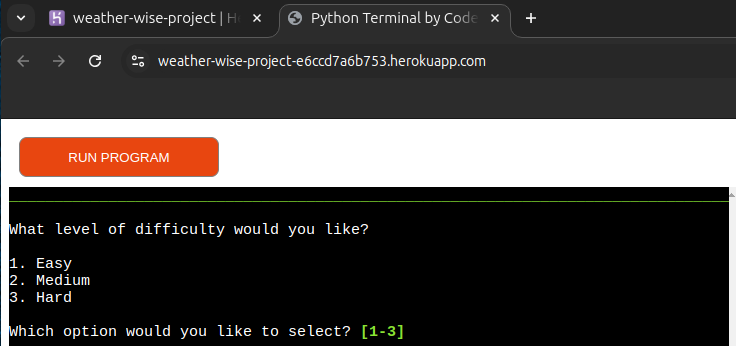 weather-wise-project | He
Python Terminal by Code
weather-wise-project-e6ccd7a6b753.herokuapp.com
RUN PROGRAM
What level of difficulty would you like?
1. Easy
2. Medium
3. Hard
Which option would you like to select? [1-3]